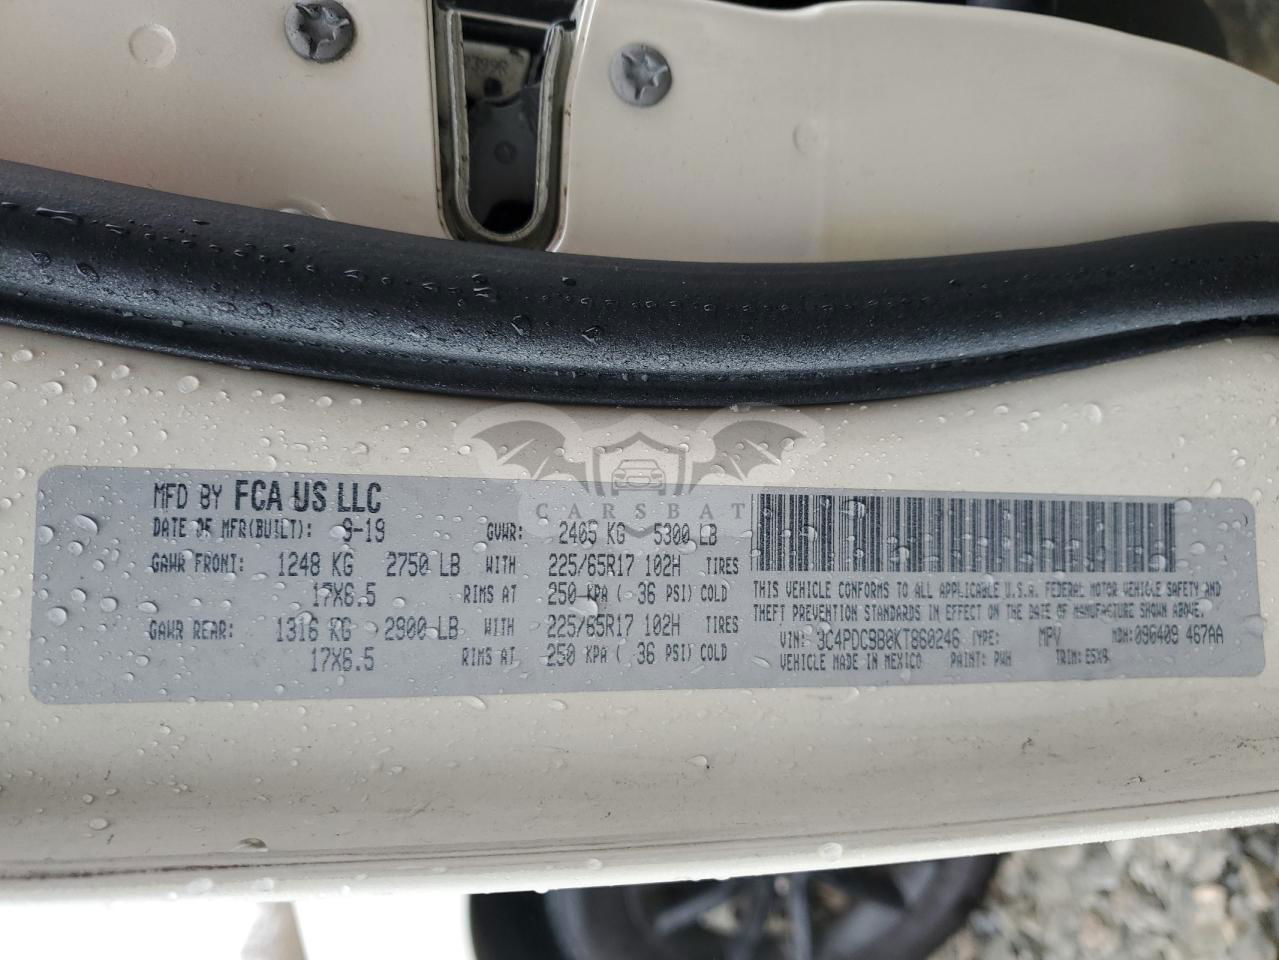 MFD BY FCA US LLC
DATE OF MFR(BUILT): 9-19 GVWR: 2405 KG 5300 LB
GAWR FRONT: 1248 KG 2750 LB WITH 225/65R17 102H TIRES
17X6.5 RIMS AT 250 KPA ( 36 PSI) COLD
GAWR REAR: 1316 KG 2900 LB WITH 225/65R17 102H TIRES
17X6.5 RIMS AT 250 KPA ( 36 PSI) COLD
THIS VEHICLE CONFORMS TO ALL APPLICABLE U.S.A. FEDERAL MOTOR VEHICLE SAFETY AND
THEFT PREVENTION STANDARDS IN EFFECT ON THE DATE OF MANUFACTURE SHOWN ABOVE.
VIN: 3C4PDCBB0KT860246 TYPE: MPV MDH:096409 467AA
VEHICLE MADE IN MEXICO PAINT: PWH TRIM: E5X9
CARSBAT